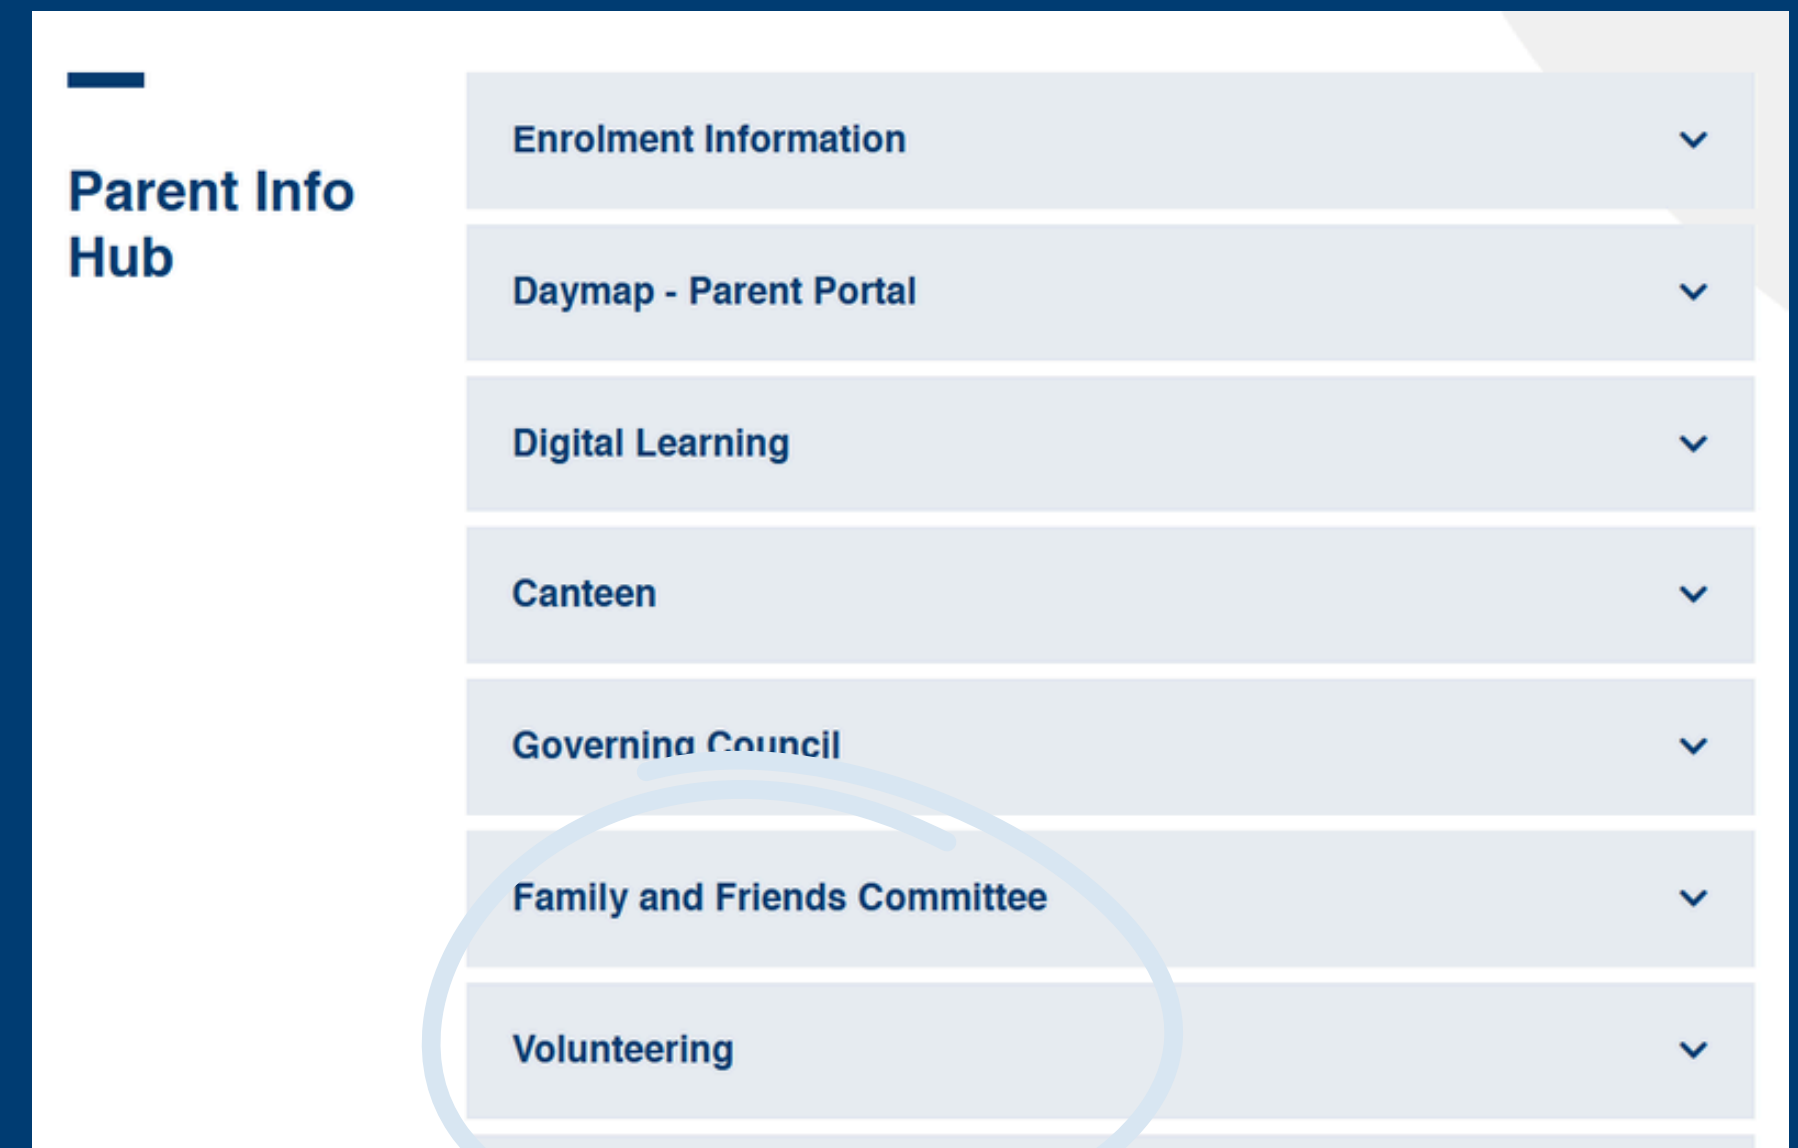 Parent Info
Hub
Enrolment Information
Daymap - Parent Portal
Digital Learning
Canteen
Governing Council
Family and Friends Committee
Volunteering